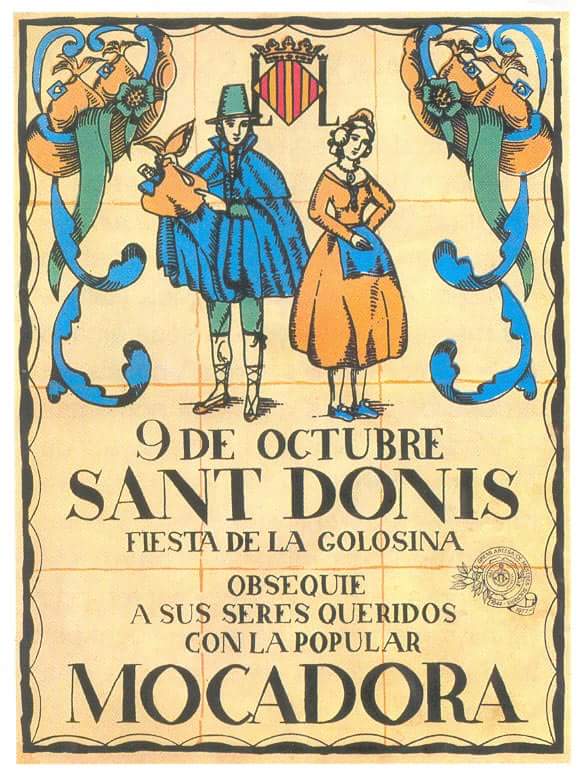 L L
9 DE OCTUBRE
SANT DONIS
FIESTA DE LA GOLOSINA
OBSEQUIE
A SUS SERES QUERIDOS
CON LA POPULAR
MOCADORA